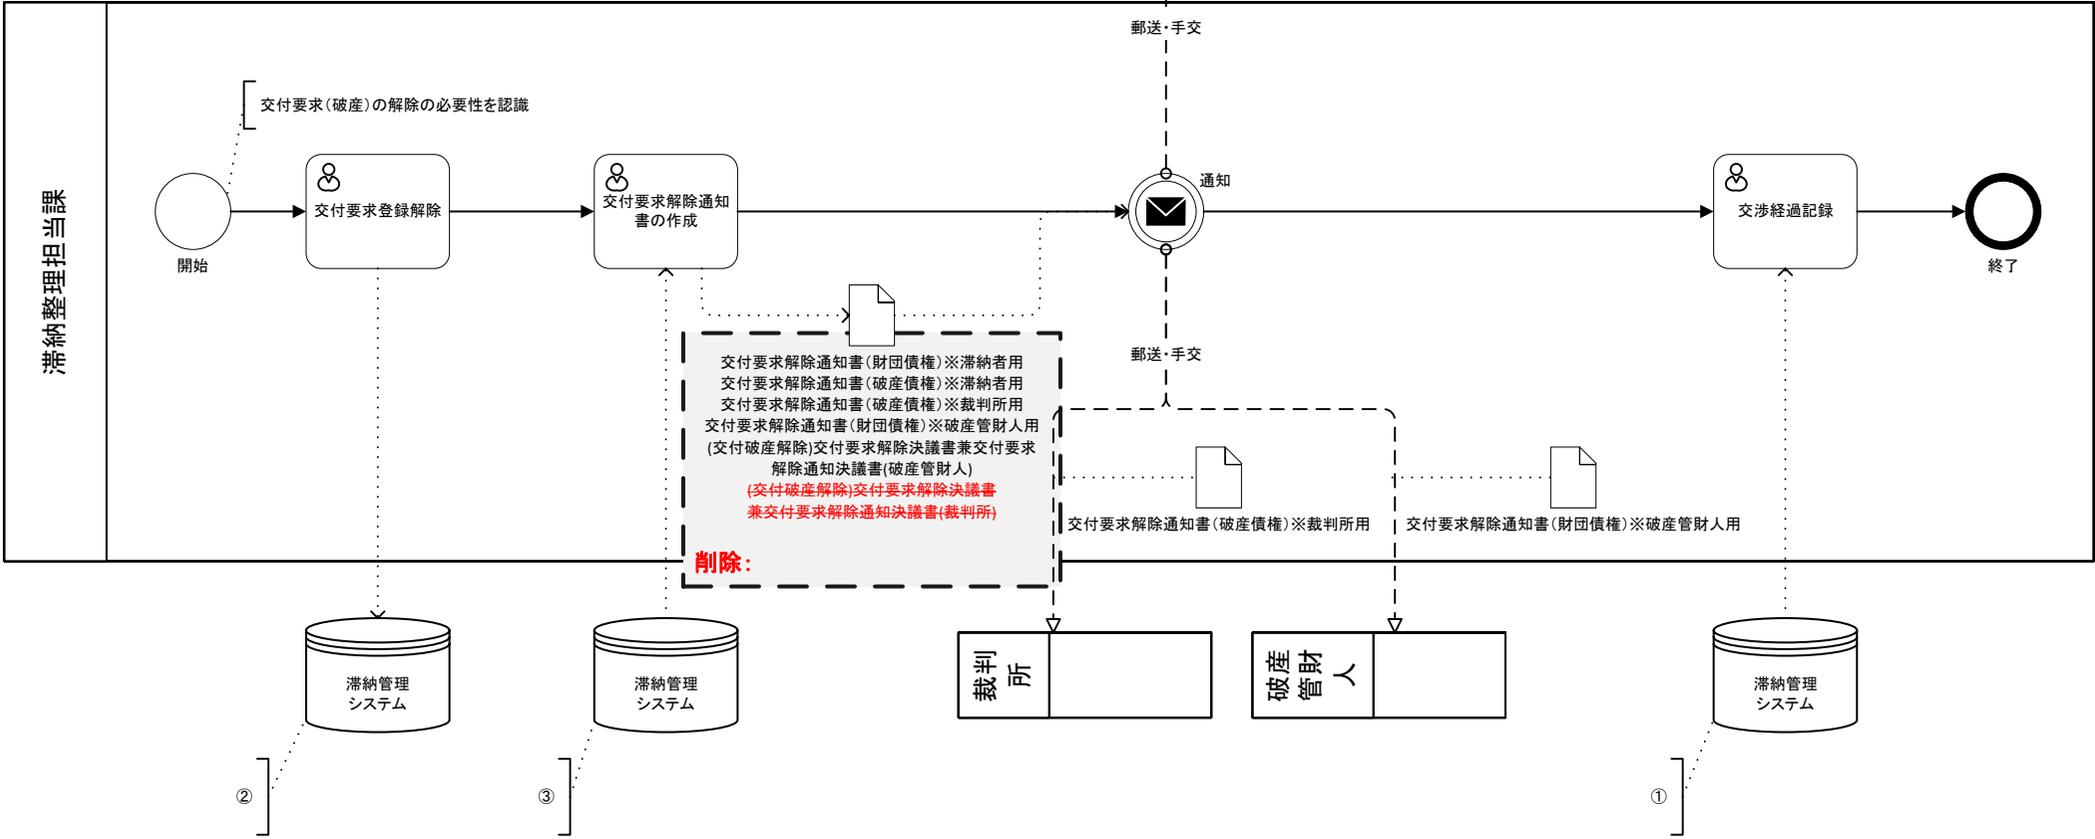 郵送・手交
交付要求（破産）の解除の必要性を認識
滞納整理担当課
開始
交付要求登録解除
交付要求解除通知
書の作成
通知
交渉経過記録
終了
郵送・手交
交付要求解除通知書（財団債権）※滞納者用
交付要求解除通知書（破産債権）※滞納者用
交付要求解除通知書（破産債権）※裁判所用
交付要求解除通知書（財団債権）※破産管財人用
(交付破産解除)交付要求解除決議書兼交付要求
解除通知決議書(破産管財人)
(交付破産解除)交付要求解除決議書
兼交付要求解除通知決議書(裁判所)
削除：
交付要求解除通知書（破産債権）※裁判所用
交付要求解除通知書（財団債権）※破産管財人用
滞納管理
システム
滞納管理
システム
裁判
所
破産
管財
人
滞納管理
システム
②
③
①